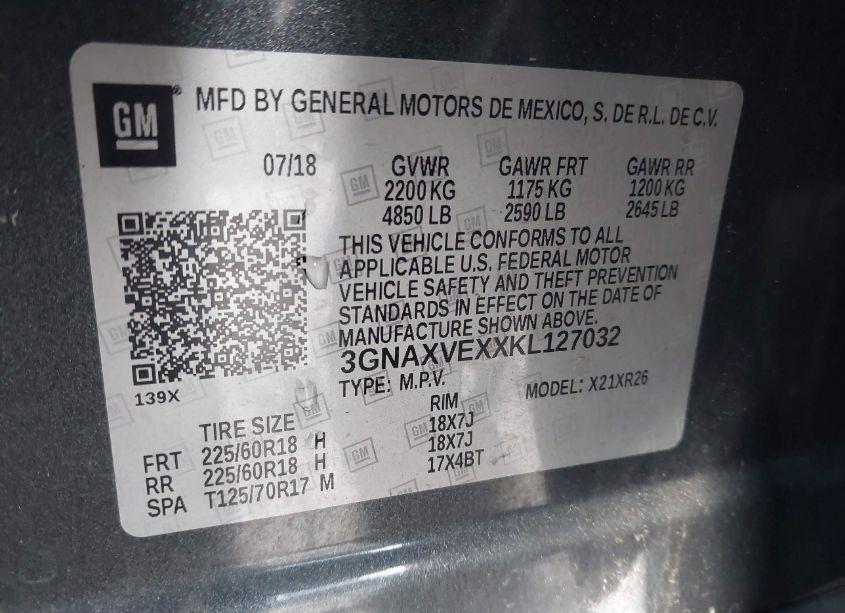 GM ® MFD BY GENERAL MOTORS DE MEXICO, S. DE R.L. DE C.V.
07/18 GVWR GAWR FRT GAWR RR
2200 KG 1175 KG 1200 KG
4850 LB 2590 LB 2645 LB
THIS VEHICLE CONFORMS TO ALL
APPLICABLE U.S. FEDERAL MOTOR
VEHICLE SAFETY AND THEFT PREVENTION
STANDARDS IN EFFECT ON THE DATE OF
MANUFACTURE SHOWN ABOVE.
3GNAXVEXXKL127032
139X TYPE: M.P.V. MODEL: X21XR26
TIRE SIZE RIM
FRT 225/60R18 H 18X7J
RR 225/60R18 H 18X7J
SPA T125/70R17 M 17X4BT